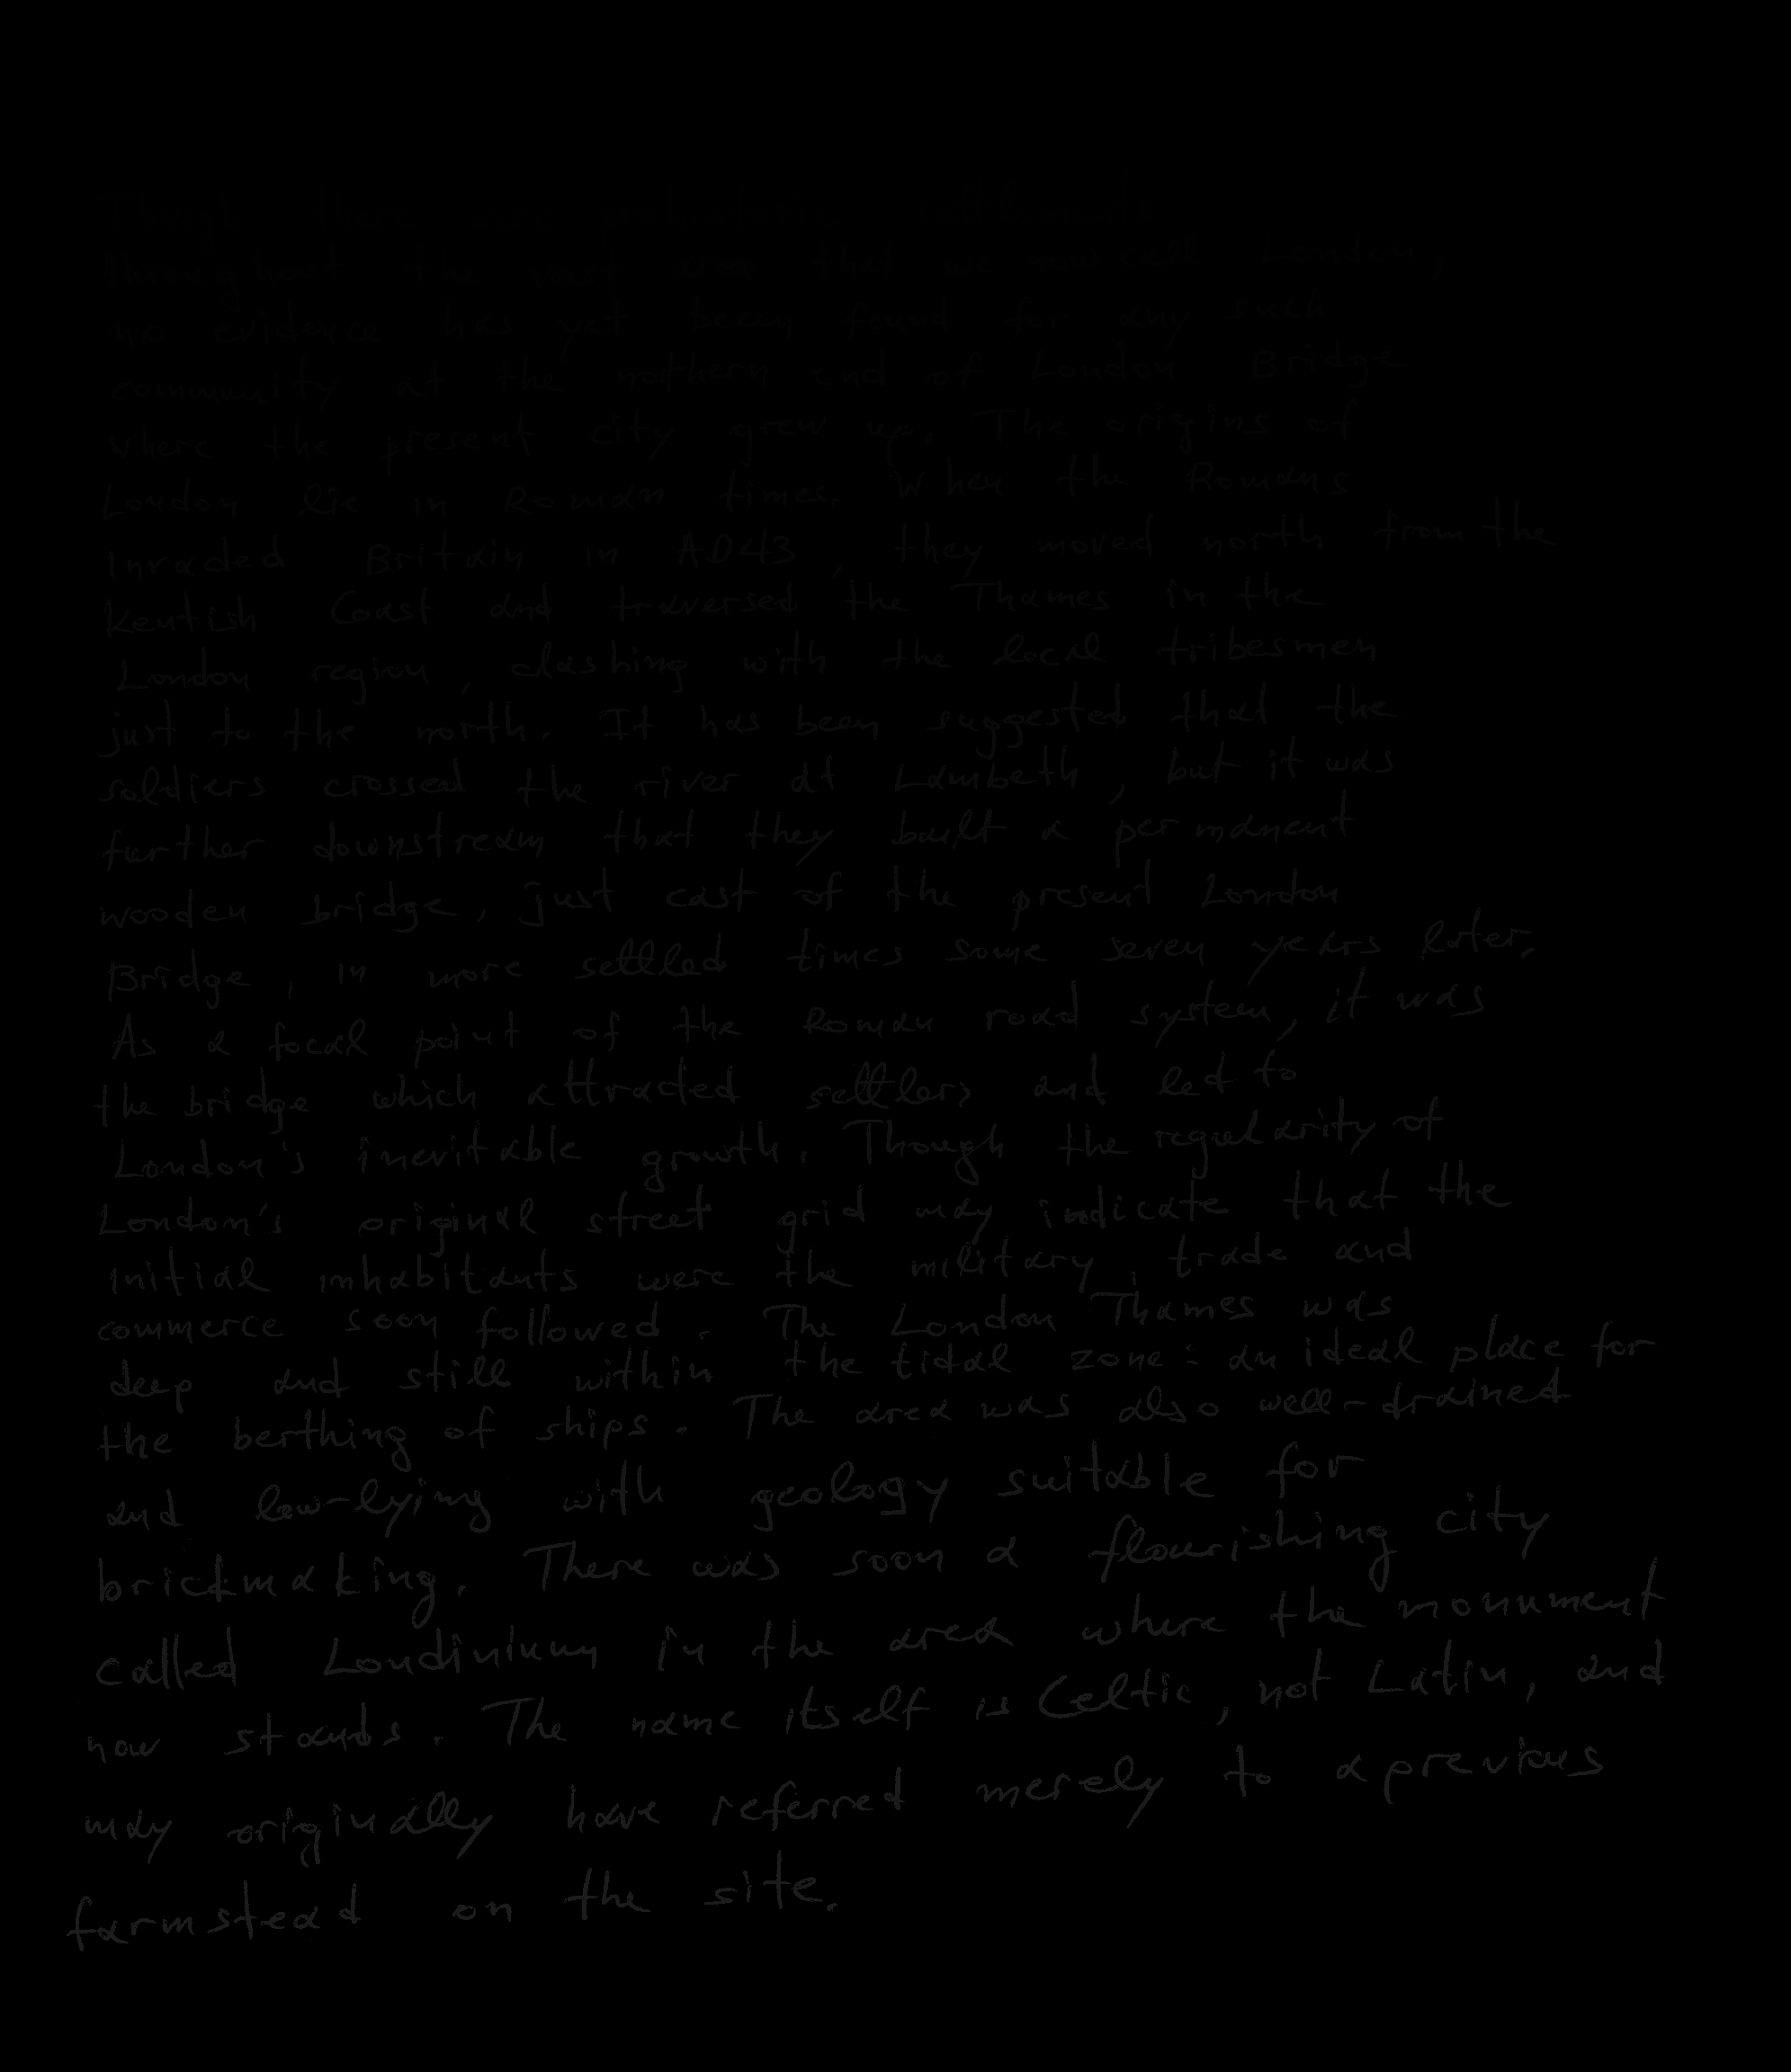 throughout the vast area that we now call London,
no evidence has yet been found for any such
community at the northern end of London Bridge
where the present city grew up. The origins of
London lie in Roman times. When the Romans
invaded Britain in AD43, they moved north from the
Kentish Coast and traversed the Thames in the
London region, clashing with the local tribesmen
just to the north. It has been suggested that the
soldiers crossed the river at Lambeth, but it was
further downstream that they built a permanent
wooden bridge, just east of the present London
Bridge, in more settled times some seven years later.
As a focal point of the Roman road system, it was
the bridge which attracted settlers and led to
London's inevitable growth. Though the regularity of
London's original street grid may indicate that the
initial inhabitants were the military, trade and
commerce soon followed. The London Thames was
deep and still within the tidal zone: an ideal place for
the berthing of ships. The area was also well-drained
and low-lying with geology suitable for
brickmaking. There was soon a flourishing city
called Londinium in the area where the monument
now stands. The name itself is Celtic, not Latin, and
may originally have referred merely to a previous
farmstead on the site.